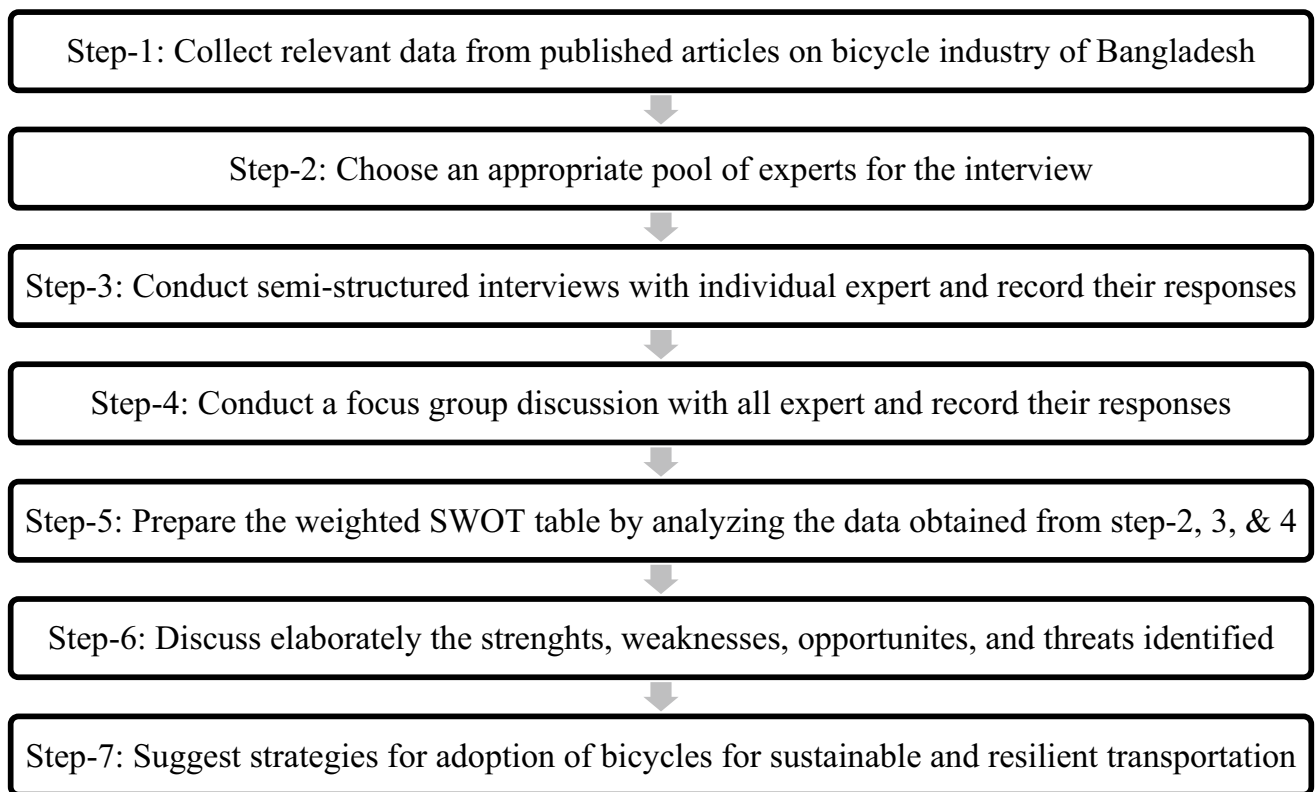 Step-1: Collect relevant data from published articles on bicycle industry of Bangladesh
Step-2: Choose an appropriate pool of experts for the interview
Step-3: Conduct semi-structured interviews with individual expert and record their responses
Step-4: Conduct a focus group discussion with all expert and record their responses
Step-5: Prepare the weighted SWOT table by analyzing the data obtained from step-2, 3, & 4
Step-6: Discuss elaborately the strenghts, weaknesses, opportunites, and threats identified
Step-7: Suggest strategies for adoption of bicycles for sustainable and resilient transportation